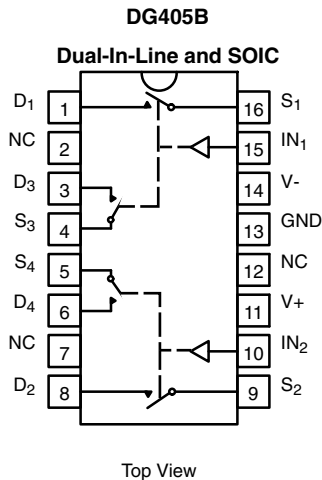 DG405B
Dual-In-Line and SOIC
D1 1 16 S1
NC 2 15 IN1
D3 3 14 V-
S3 4 13 GND
S4 5 12 NC
D4 6 11 V+
NC 7 10 IN2
D2 8 9 S2
Top View